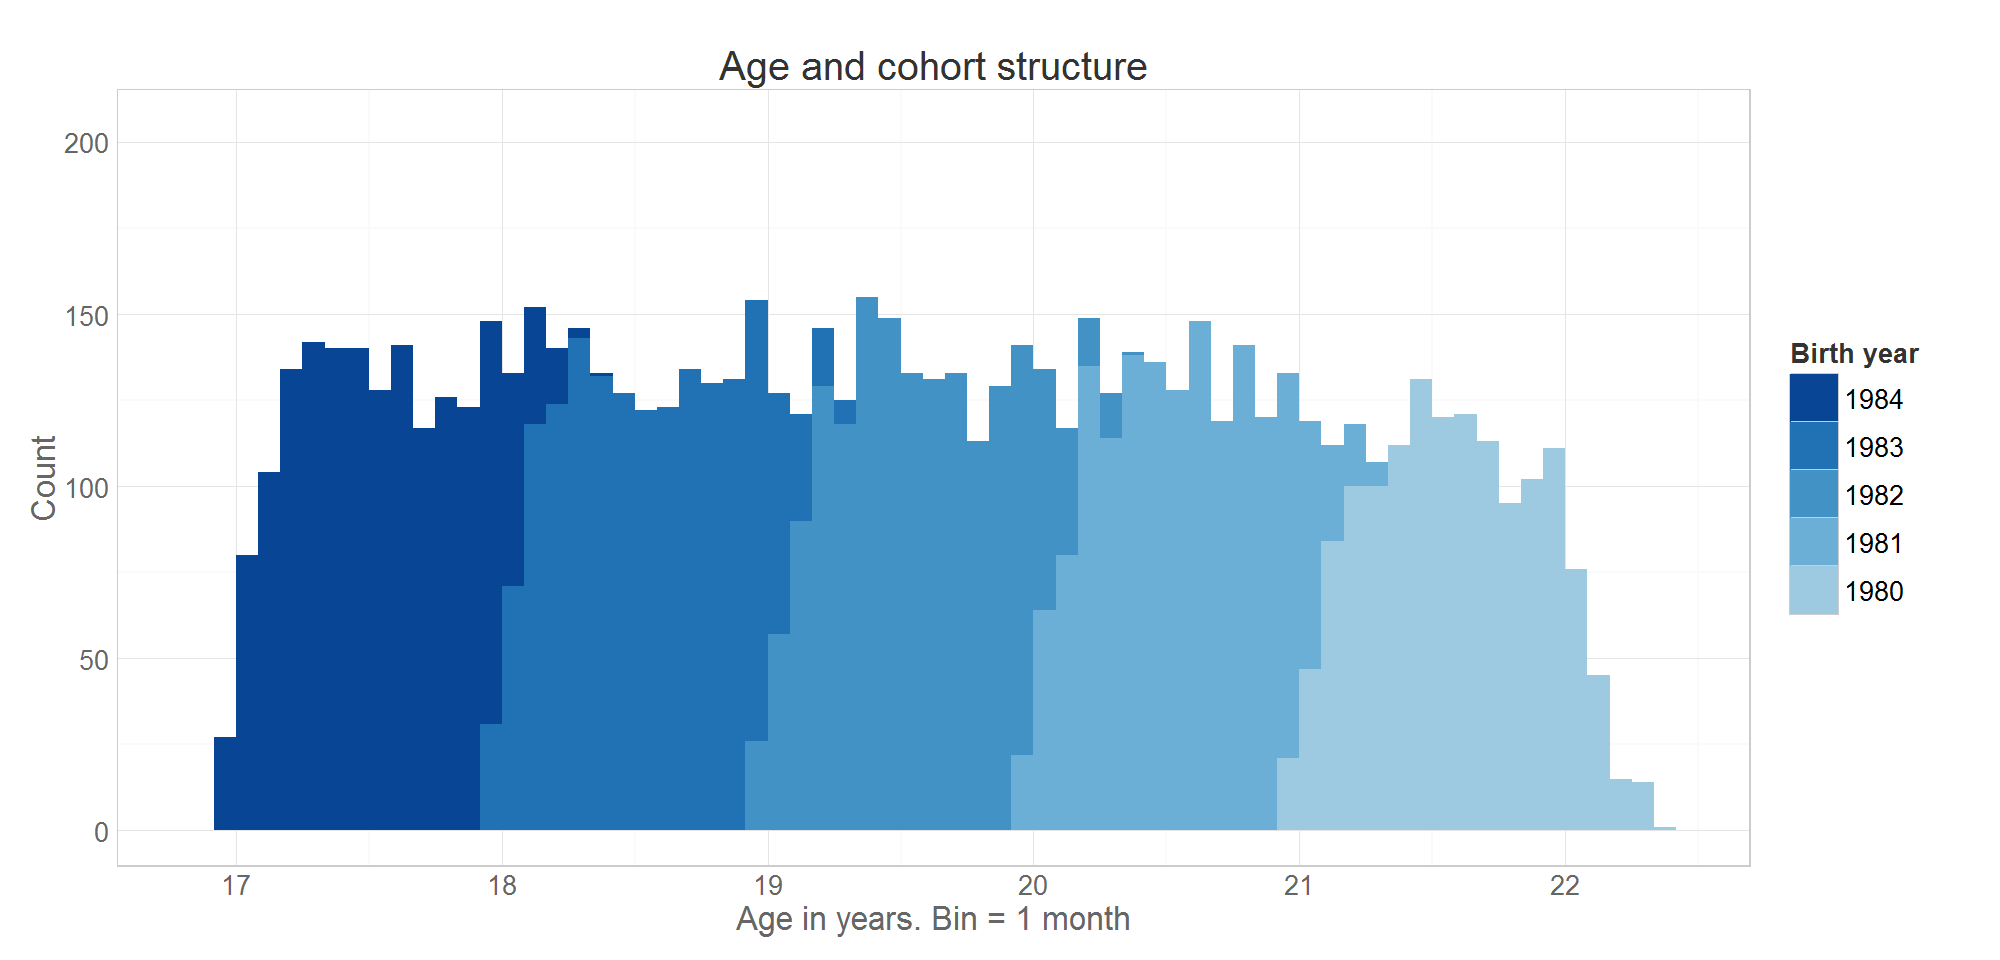 Age and cohort structure
200
150
100
50
0
Count
17 18 19 20 21 22
Age in years. Bin = 1 month
Birth year
1984
1983
1982
1981
1980